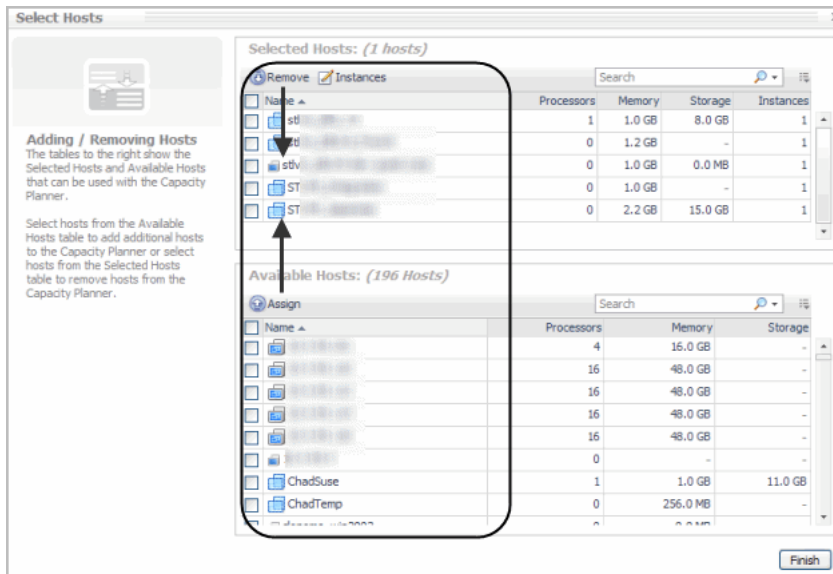 Select Hosts
Adding / Removing Hosts
The tables to the right show the
Selected Hosts and Available Hosts
that can be used with the Capacity
Planner.
Select hosts from the Available
Hosts table to add additional hosts
to the Capacity Planner or select
hosts from the Selected Hosts
table to remove hosts from the
Capacity Planner.
Selected Hosts: (1 hosts)
Remove Instances Search
Name Processors Memory Storage Instances
1 1.0 GB 8.0 GB 1
0 1.2 GB - 1
0 1.0 GB 0.0 MB 1
ST 0 1.0 GB - 1
ST 0 2.2 GB 15.0 GB 1
Available Hosts: (196 Hosts)
Assign Search
Name Processors Memory Storage
4 16.0 GB -
16 48.0 GB -
16 48.0 GB -
16 48.0 GB -
16 48.0 GB -
0 - -
ChadSuse 1 1.0 GB 11.0 GB
ChadTemp 0 256.0 MB -
Finish